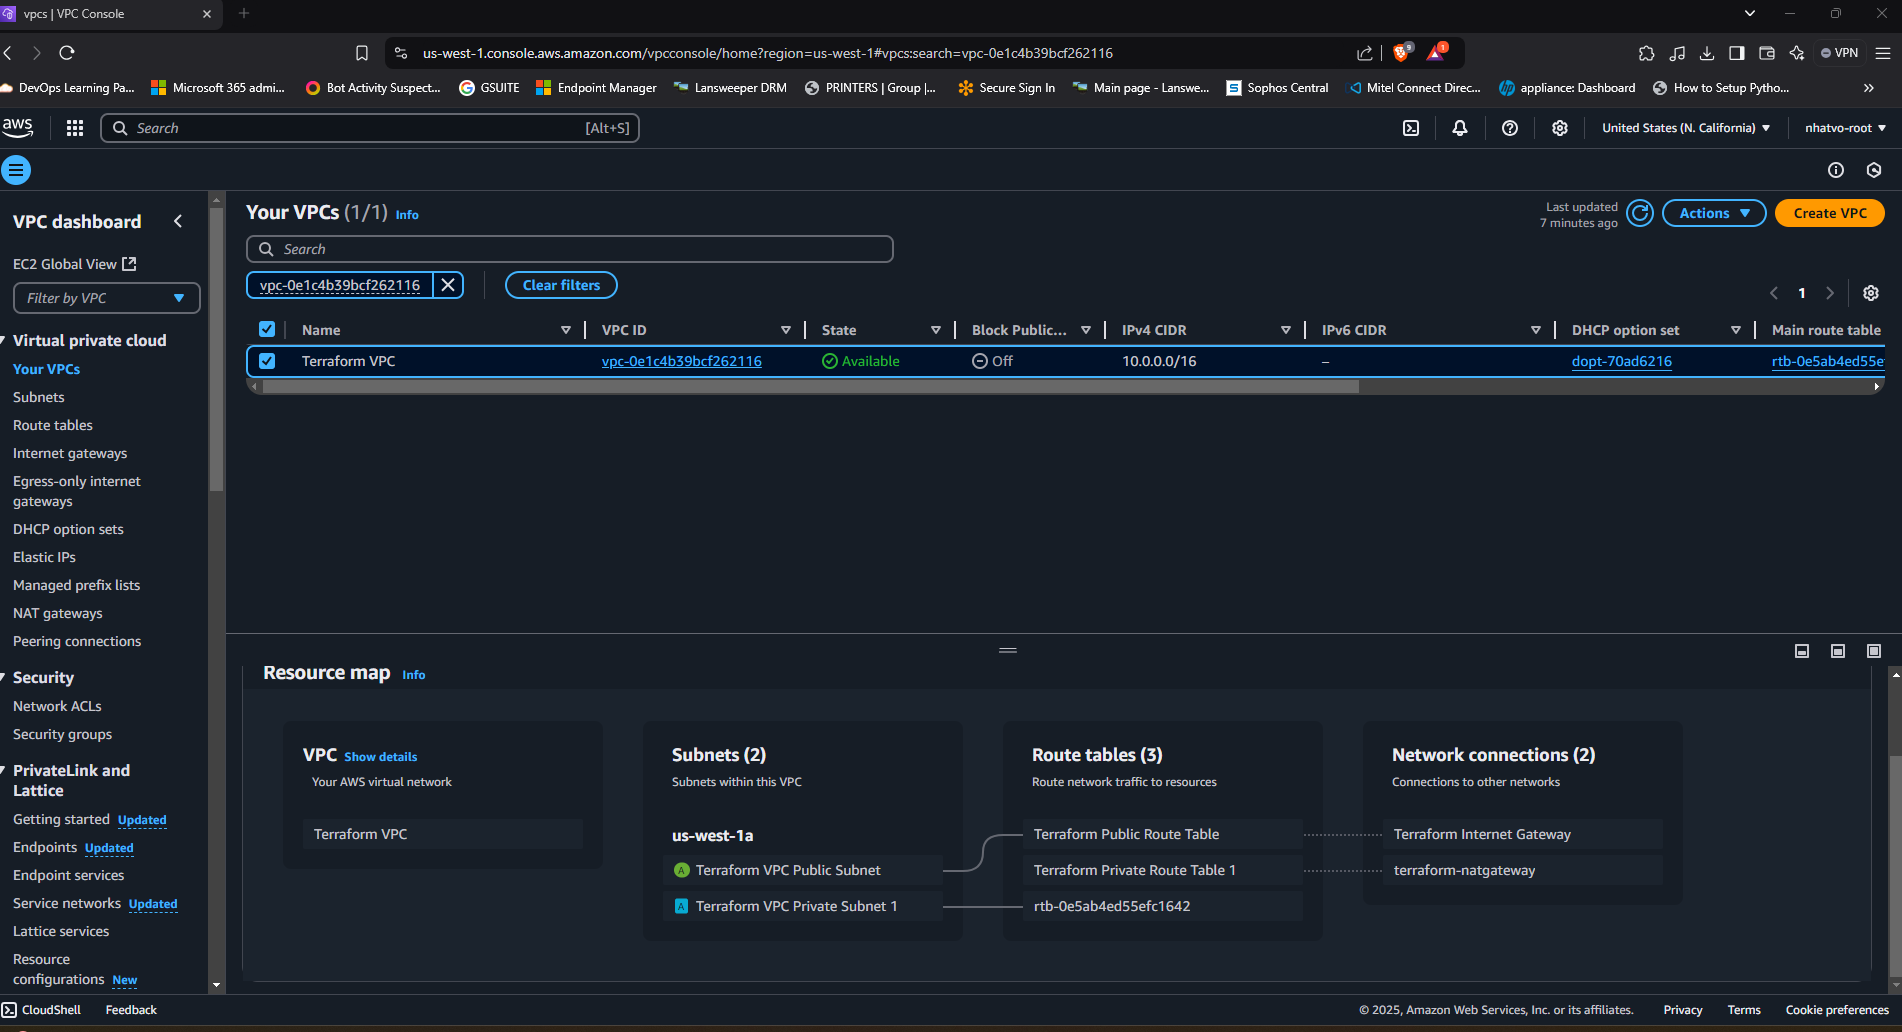 vpcs | VPC Console
us-west-1.console.aws.amazon.com/vpcconsole/home?region=us-west-1#vpcs:search=vpc-0e1c4b39bcf262116
9
1
VPN
DevOps Learning Pa...
Microsoft 365 admi...
Bot Activity Suspect...
GSUITE
Endpoint Manager
Lansweeper DRM
PRINTERS | Group |...
Secure Sign In
Main page - Lanswe...
Sophos Central
Mitel Connect Direc...
appliance: Dashboard
How to Setup Pytho...
aws
Search
[Alt+S]
United States (N. California)
nhatvo-root
VPC dashboard
EC2 Global View
Filter by VPC
Virtual private cloud
Your VPCs
Subnets
Route tables
Internet gateways
Egress-only internet
gateways
DHCP option sets
Elastic IPs
Managed prefix lists
NAT gateways
Peering connections
Security
Network ACLs
Security groups
PrivateLink and
Lattice
Getting started Updated
Endpoints Updated
Endpoint services
Service networks Updated
Lattice services
Resource
configurations New
Your VPCs (1/1) Info
Last updated
7 minutes ago
Actions
Create VPC
Search
vpc-0e1c4b39bcf262116
Clear filters
1
Name VPC ID State Block Public... IPv4 CIDR IPv6 CIDR DHCP option set Main route table
Terraform VPC vpc-0e1c4b39bcf262116 Available Off 10.0.0.0/16 – dopt-70ad6216 rtb-0e5ab4ed55e
Resource map Info
VPC Show details
Your AWS virtual network
Terraform VPC
Subnets (2)
Subnets within this VPC
us-west-1a
A Terraform VPC Public Subnet
A Terraform VPC Private Subnet 1
Route tables (3)
Route network traffic to resources
Terraform Public Route Table
Terraform Private Route Table 1
rtb-0e5ab4ed55efc1642
Network connections (2)
Connections to other networks
Terraform Internet Gateway
terraform-natgateway
CloudShell
Feedback
© 2025, Amazon Web Services, Inc. or its affiliates.
Privacy
Terms
Cookie preferences